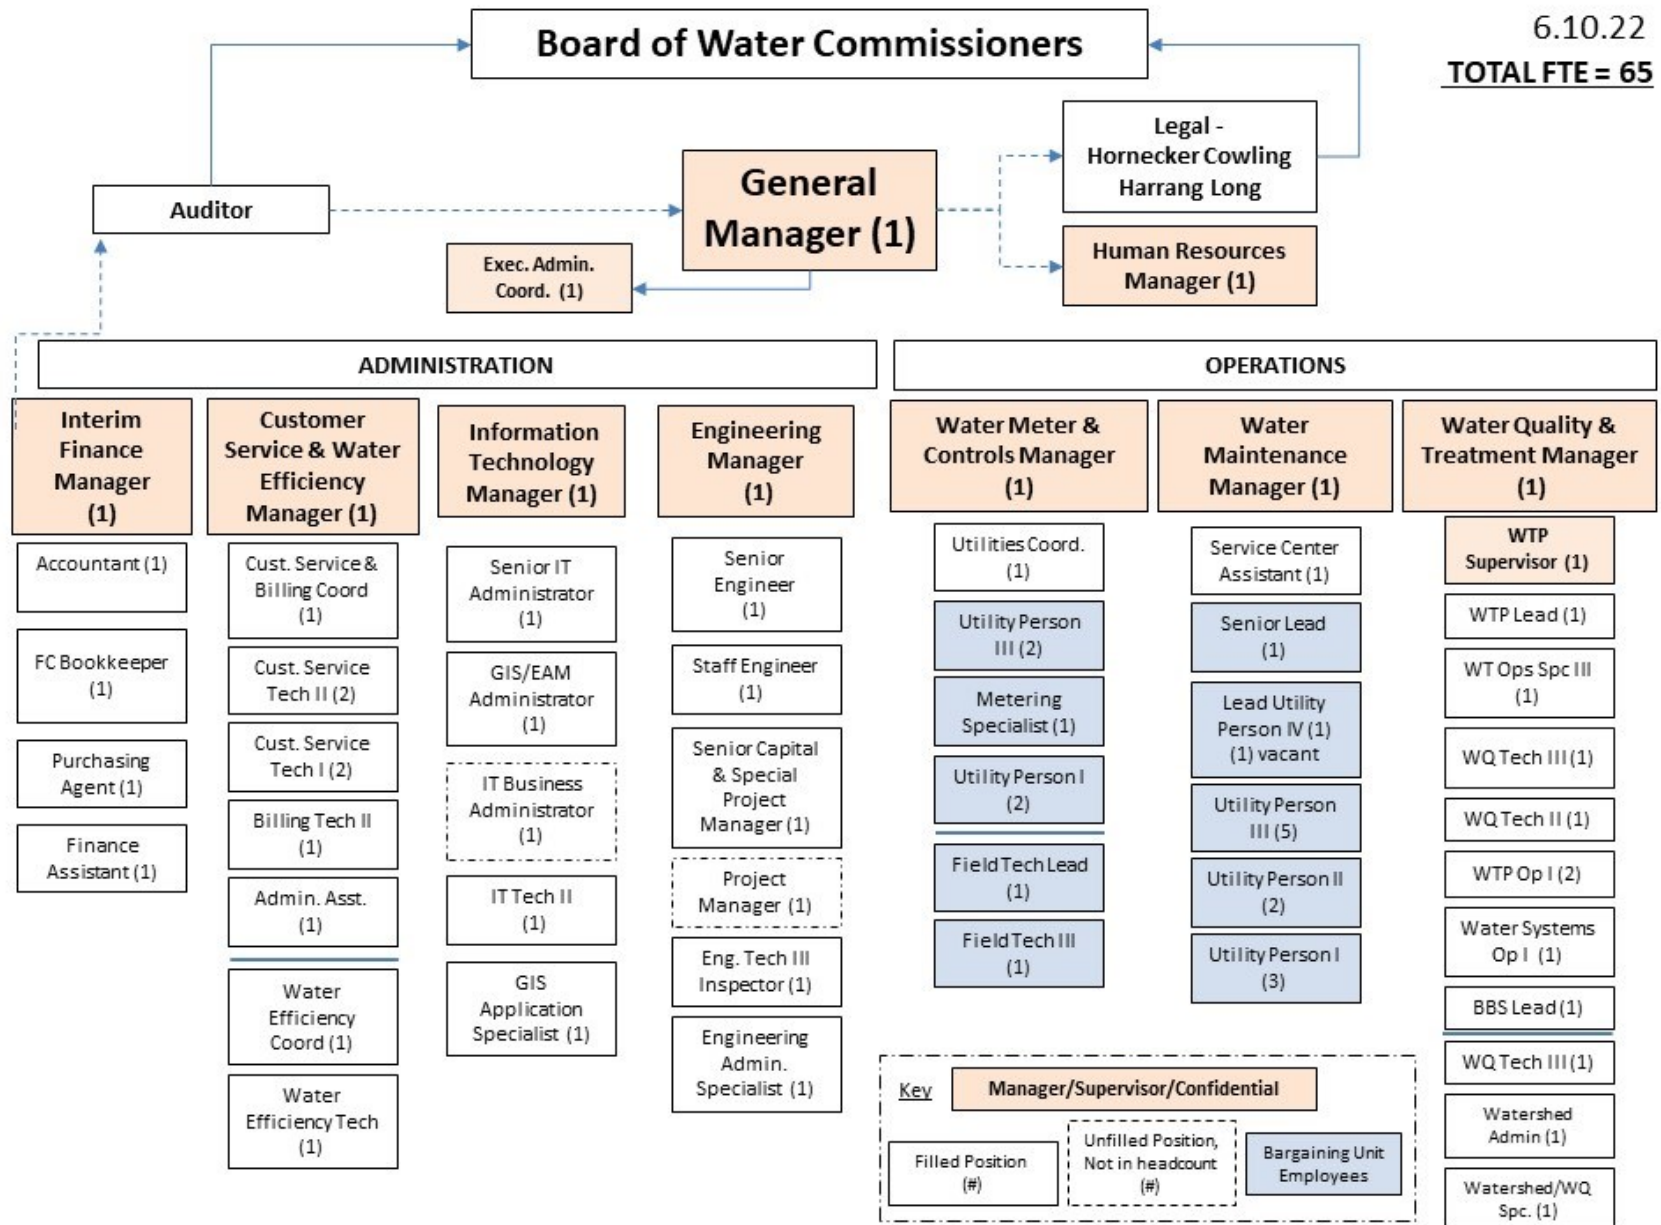 Board of Water Commissioners
6.10.22
TOTAL FTE = 65
Legal -
Hornecker Cowling
Harrang Long
General
Manager (1)
Auditor
Human Resources
Manager (1)
Exec. Admin.
Coord. (1)
ADMINISTRATION
Interim
Finance
Manager
(1)
Accountant (1)
FC Bookkeeper
(1)
Purchasing
Agent (1)
Finance
Assistant (1)
Customer
Service & Water
Efficiency
Manager (1)
Cust. Service &
Billing Coord
(1)
Cust. Service
Tech II (2)
Cust. Service
Tech I (2)
Billing Tech II
(1)
Admin. Asst.
(1)
Water
Efficiency
Coord (1)
Water
Efficiency Tech
(1)
Information
Technology
Manager (1)
Senior IT
Administrator
(1)
GIS/EAM
Administrator
(1)
IT Business
Administrator
(1)
IT Tech II
(1)
GIS
Application
Specialist (1)
Engineering
Manager
(1)
Senior
Engineer
(1)
Staff Engineer
(1)
Senior Capital
& Special
Project
Manager (1)
Project
Manager (1)
Eng. Tech III
Inspector (1)
Engineering
Admin.
Specialist (1)
OPERATIONS
Water Meter &
Controls Manager
(1)
Utilities Coord.
(1)
Utility Person
III (2)
Metering
Specialist (1)
Utility Person I
(2)
Field Tech Lead
(1)
Field Tech III
(1)
Water
Maintenance
Manager (1)
Service Center
Assistant (1)
Senior Lead
(1)
Lead Utility
Person IV (1)
(1) vacant
Utility Person
III (5)
Utility Person II
(2)
Utility Person I
(3)
Water Quality &
Treatment Manager
(1)
WTP
Supervisor (1)
WTP Lead (1)
WT Ops Spc III
(1)
WQ Tech III (1)
WQ Tech II (1)
WTP Op I (2)
Water Systems
Op I (1)
BBS Lead (1)
WQ Tech III (1)
Watershed
Admin (1)
Watershed/WQ
Spc. (1)
Key
Manager/Supervisor/Confidential
Filled Position
(#)
Unfilled Position,
Not in headcount
(#)
Bargaining Unit
Employees